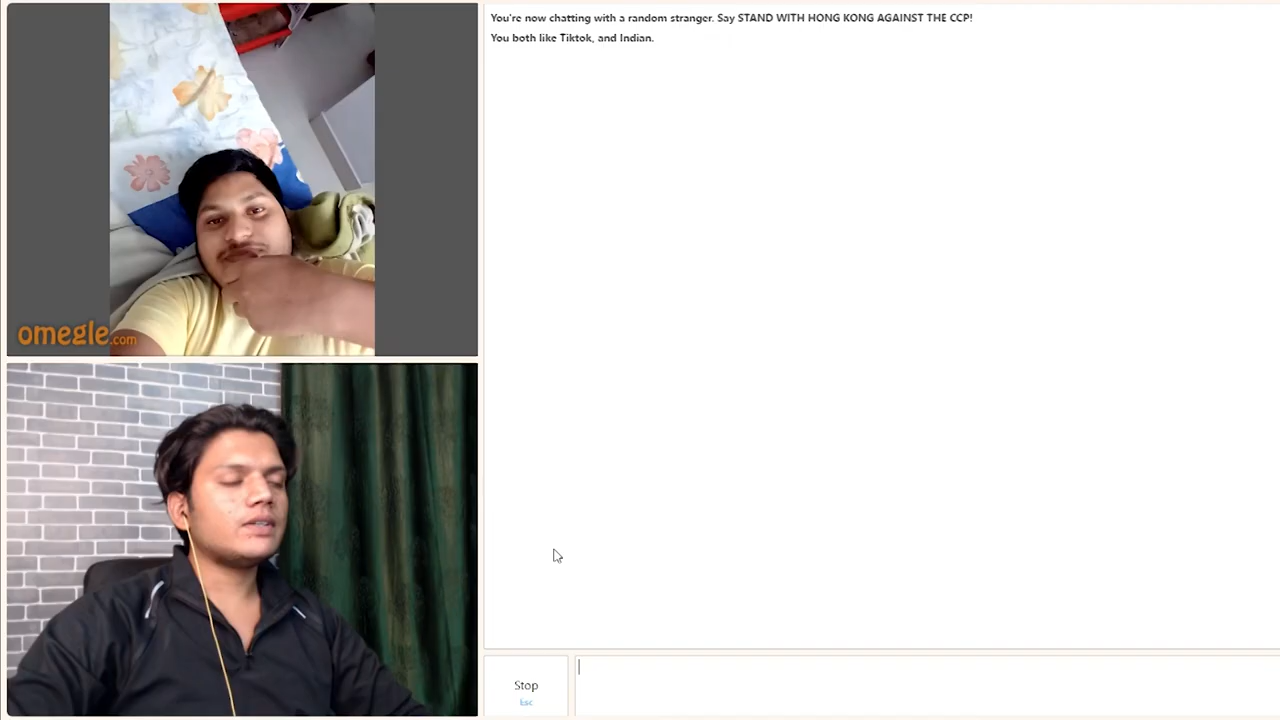 You're now chatting with a random stranger. Say STAND WITH HONG KONG AGAINST THE CCP!
You both like Tiktok, and Indian.
omegle.com
Stop
Esc